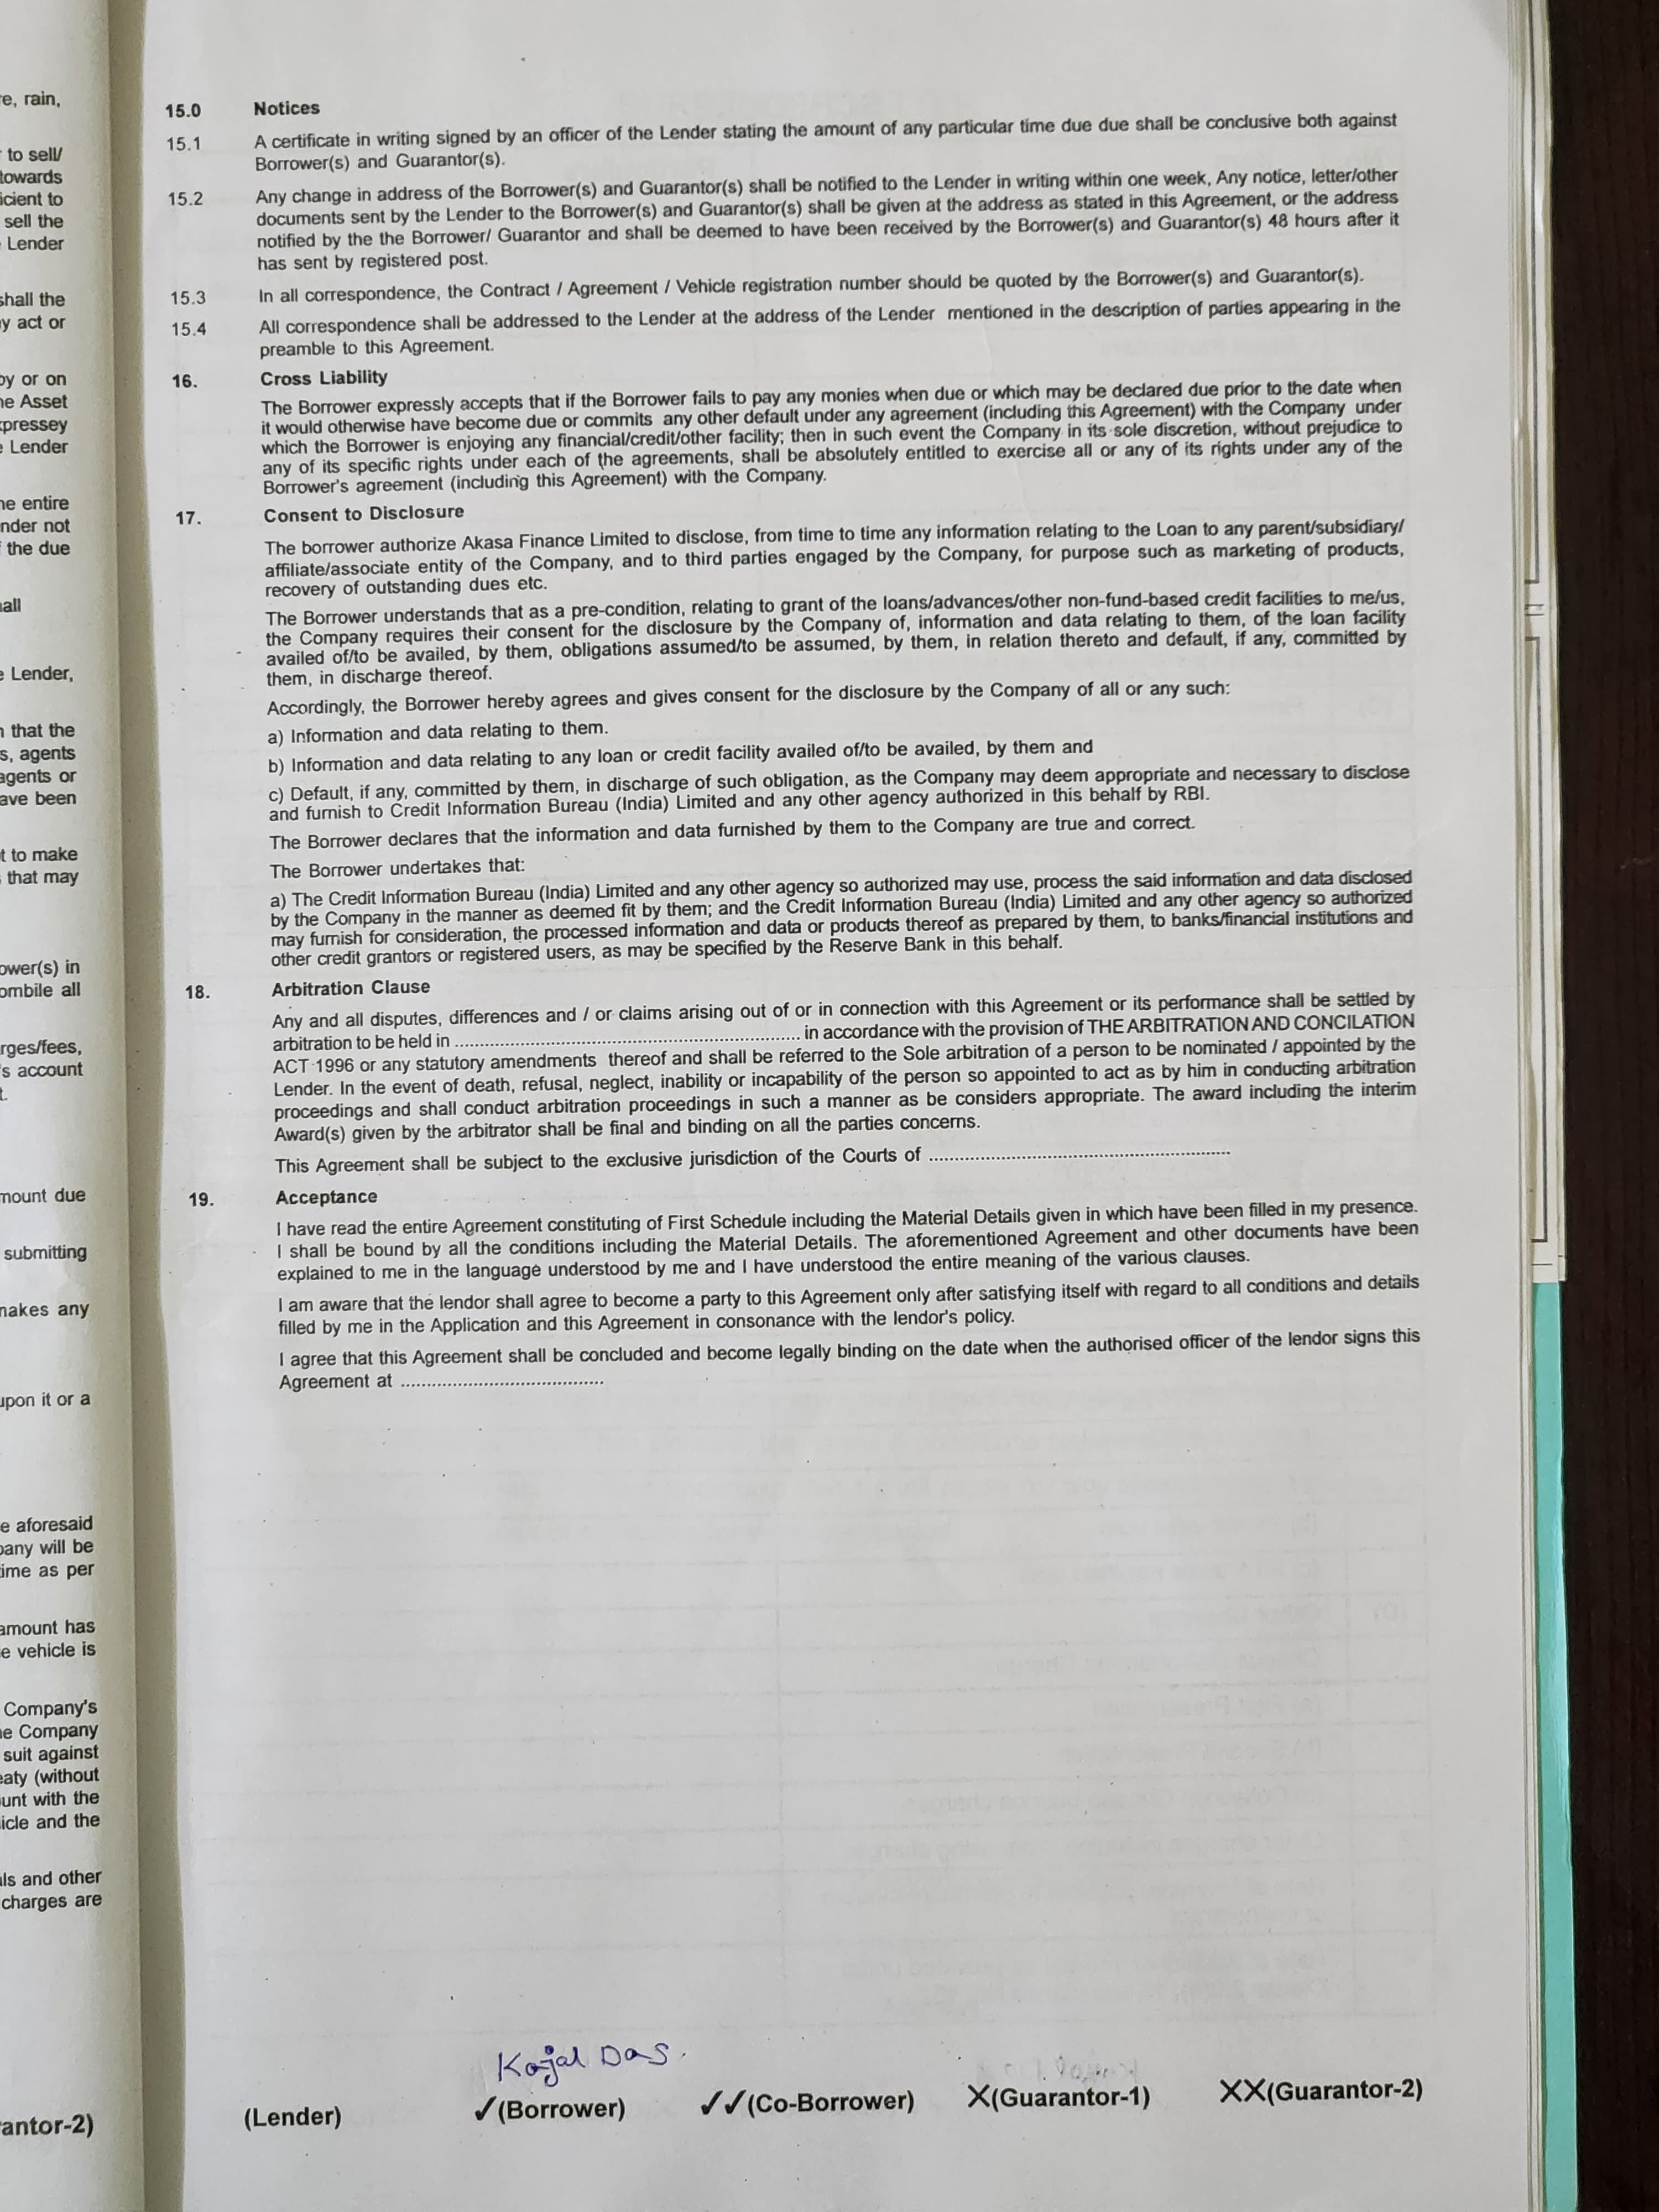 re, rain,
to sell/
towards
icient to
sell the
Lender
shall the
y act or
by or on
ne Asset
xpressey
e Lender
ne entire
nder not
the due
all
e Lender,
that the
s, agents
agents or
ave been
t to make
that may
ower(s) in
ombile all
rges/fees,
's account
t.
mount due
submitting
nakes any
upon it or a
e aforesaid
pany will be
ime as per
amount has
e vehicle is
Company's
ne Company
suit against
eaty (without
ount with the
icle and the
ls and other
charges are
antor-2)
15.0 Notices
15.1 A certificate in writing signed by an officer of the Lender stating the amount of any particular time due due shall be conclusive both against
Borrower(s) and Guarantor(s).
15.2 Any change in address of the Borrower(s) and Guarantor(s) shall be notified to the Lender in writing within one week, Any notice, letter/other
documents sent by the Lender to the Borrower(s) and Guarantor(s) shall be given at the address as stated in this Agreement, or the address
notified by the the Borrower/ Guarantor and shall be deemed to have been received by the Borrower(s) and Guarantor(s) 48 hours after it
has sent by registered post.
15.3 In all correspondence, the Contract / Agreement / Vehicle registration number should be quoted by the Borrower(s) and Guarantor(s).
15.4 All correspondence shall be addressed to the Lender at the address of the Lender mentioned in the description of parties appearing in the
preamble to this Agreement.
16. Cross Liability
The Borrower expressly accepts that if the Borrower fails to pay any monies when due or which may be declared due prior to the date when
it would otherwise have become due or commits any other default under any agreement (including this Agreement) with the Company under
which the Borrower is enjoying any financial/credit/other facility; then in such event the Company in its sole discretion, without prejudice to
any of its specific rights under each of the agreements, shall be absolutely entitled to exercise all or any of its rights under any of the
Borrower's agreement (including this Agreement) with the Company.
17. Consent to Disclosure
The borrower authorize Akasa Finance Limited to disclose, from time to time any information relating to the Loan to any parent/subsidiary/
affiliate/associate entity of the Company, and to third parties engaged by the Company, for purpose such as marketing of products,
recovery of outstanding dues etc.
The Borrower understands that as a pre-condition, relating to grant of the loans/advances/other non-fund-based credit facilities to me/us,
the Company requires their consent for the disclosure by the Company of, information and data relating to them, of the loan facility
availed of/to be availed, by them, obligations assumed/to be assumed, by them, in relation thereto and default, if any, committed by
them, in discharge thereof.
Accordingly, the Borrower hereby agrees and gives consent for the disclosure by the Company of all or any such:
a) Information and data relating to them.
b) Information and data relating to any loan or credit facility availed of/to be availed, by them and
c) Default, if any, committed by them, in discharge of such obligation, as the Company may deem appropriate and necessary to disclose
and furnish to Credit Information Bureau (India) Limited and any other agency authorized in this behalf by RBI.
The Borrower declares that the information and data furnished by them to the Company are true and correct.
The Borrower undertakes that:
a) The Credit Information Bureau (India) Limited and any other agency so authorized may use, process the said information and data disclosed
by the Company in the manner as deemed fit by them; and the Credit Information Bureau (India) Limited and any other agency so authorized
may furnish for consideration, the processed information and data or products thereof as prepared by them, to banks/financial institutions and
other credit grantors or registered users, as may be specified by the Reserve Bank in this behalf.
18. Arbitration Clause
Any and all disputes, differences and / or claims arising out of or in connection with this Agreement or its performance shall be settled by
arbitration to be held in .................................................................. in accordance with the provision of THE ARBITRATION AND CONCILATION
ACT 1996 or any statutory amendments thereof and shall be referred to the Sole arbitration of a person to be nominated / appointed by the
Lender. In the event of death, refusal, neglect, inability or incapability of the person so appointed to act as by him in conducting arbitration
proceedings and shall conduct arbitration proceedings in such a manner as be considers appropriate. The award including the interim
Award(s) given by the arbitrator shall be final and binding on all the parties concerns.
This Agreement shall be subject to the exclusive jurisdiction of the Courts of ..........................................................
19. Acceptance
I have read the entire Agreement constituting of First Schedule including the Material Details given in which have been filled in my presence.
I shall be bound by all the conditions including the Material Details. The aforementioned Agreement and other documents have been
explained to me in the language understood by me and I have understood the entire meaning of the various clauses.
I am aware that the lendor shall agree to become a party to this Agreement only after satisfying itself with regard to all conditions and details
filled by me in the Application and this Agreement in consonance with the lendor's policy.
I agree that this Agreement shall be concluded and become legally binding on the date when the authorised officer of the lendor signs this
Agreement at ........................................
Kajal Das.
(Lender) ✓(Borrower) ✓✓(Co-Borrower) X(Guarantor-1) XX(Guarantor-2)